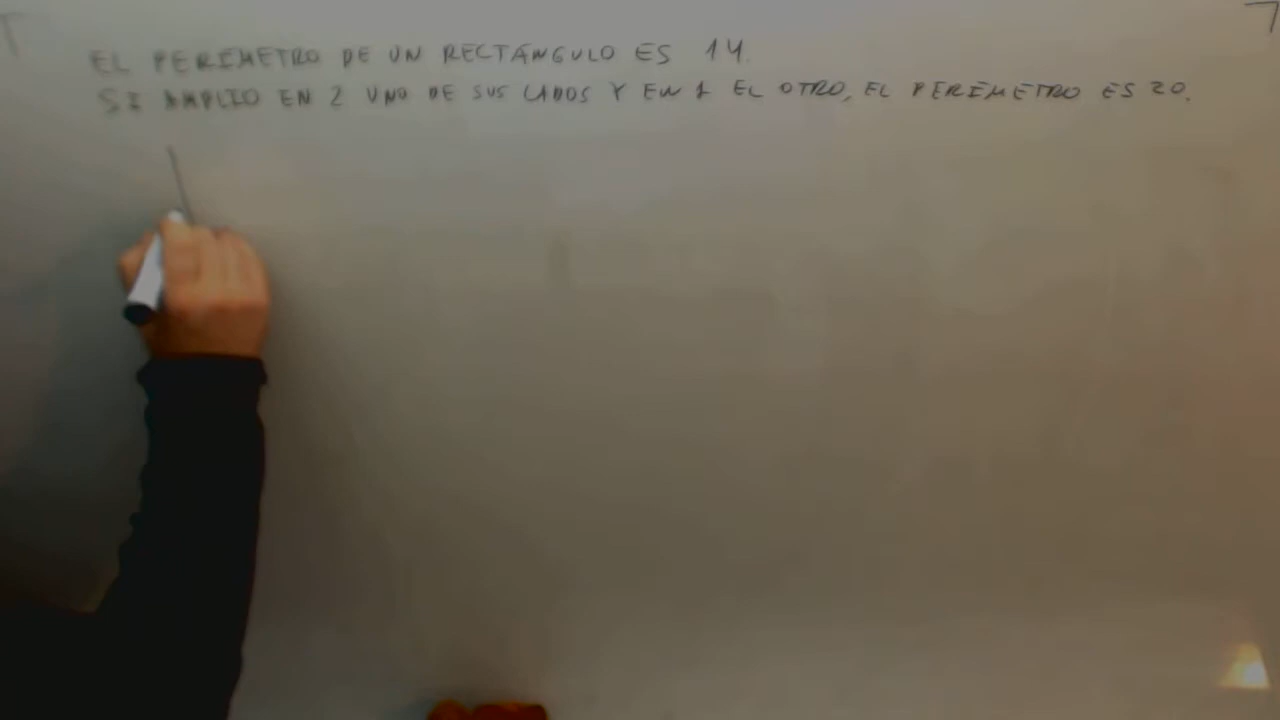 EL PERÍMETRO DE UN RECTÁNGULO ES 14.
SI AMPLIO EN 2 UNO DE SUS LADOS Y EN 1 EL OTRO, EL PERÍMETRO ES 20.